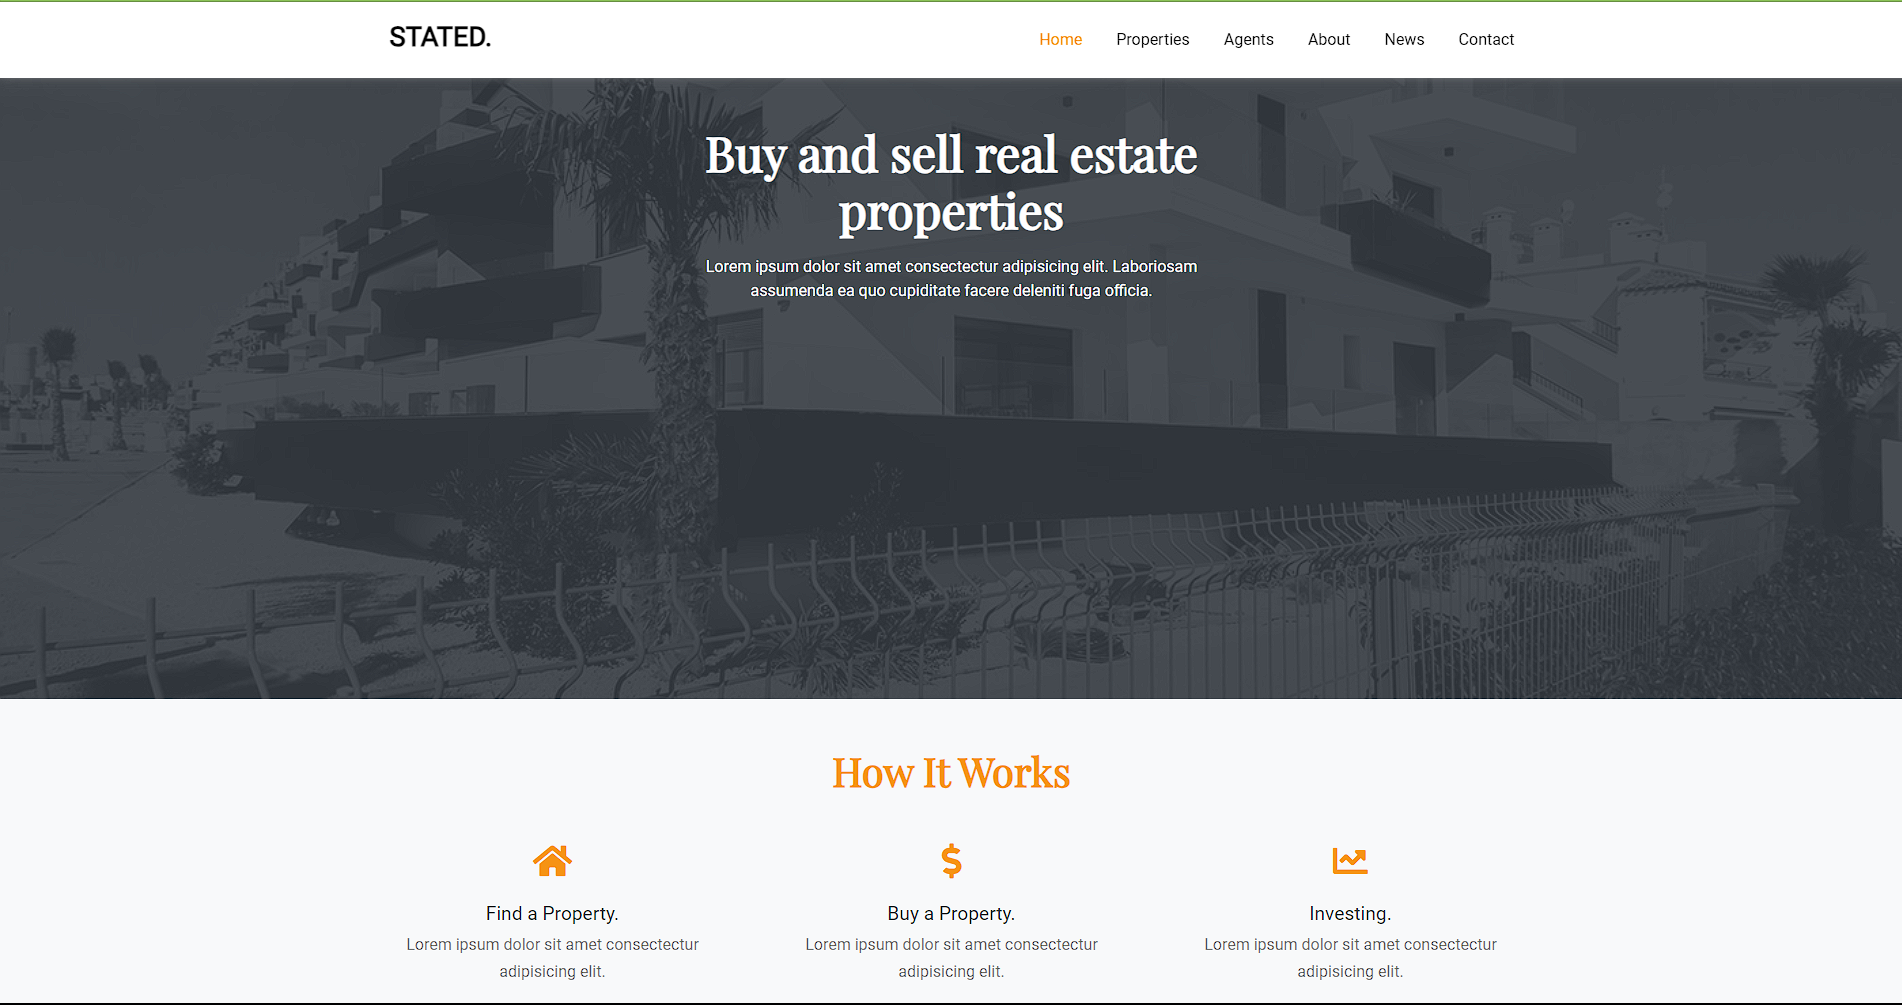 STATED.
Home Properties Agents About News Contact
Buy and sell real estate
properties
Lorem ipsum dolor sit amet consectectur adipisicing elit. Laboriosam
assumenda ea quo cupiditate facere deleniti fuga officia.
How It Works
Find a Property.
Lorem ipsum dolor sit amet consectectur
adipisicing elit.
Buy a Property.
Lorem ipsum dolor sit amet consectectur
adipisicing elit.
Investing.
Lorem ipsum dolor sit amet consectectur
adipisicing elit.